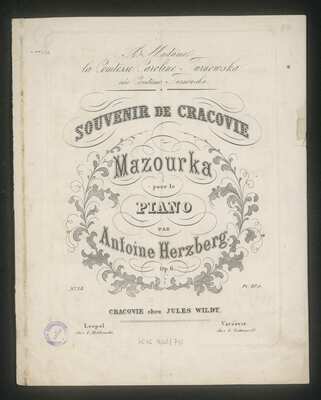 A Madame
la Comtesse Caroline Tarnowska
née Comtesse Tarnowska
SOUVENIR DE CRACOVIE
Mazourka
pour le
PIANO
PAR
Antoine Herzberg.
Op. 6.
CRACOVIE chez JULES WILDT.
Léopol
Varsovie